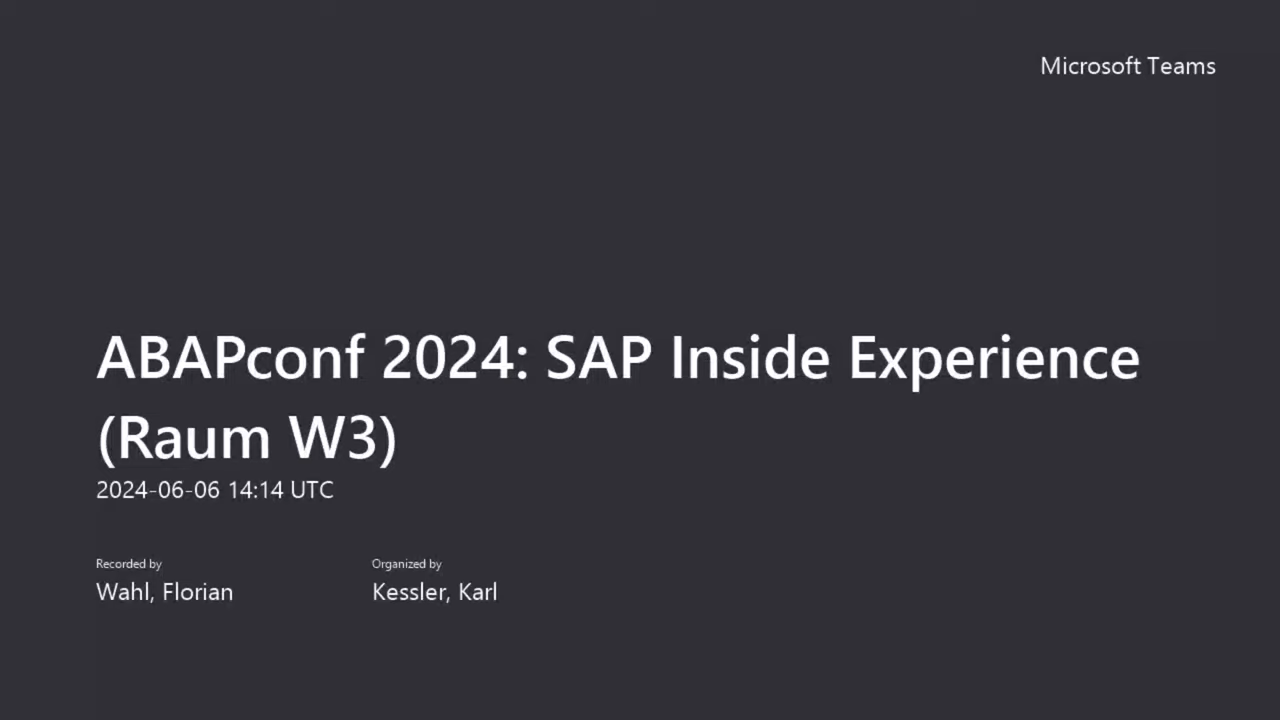 Microsoft Teams
ABAPconf 2024: SAP Inside Experience
(Raum W3)
2024-06-06 14:14 UTC
Recorded by
Organized by
Wahl, Florian
Kessler, Karl